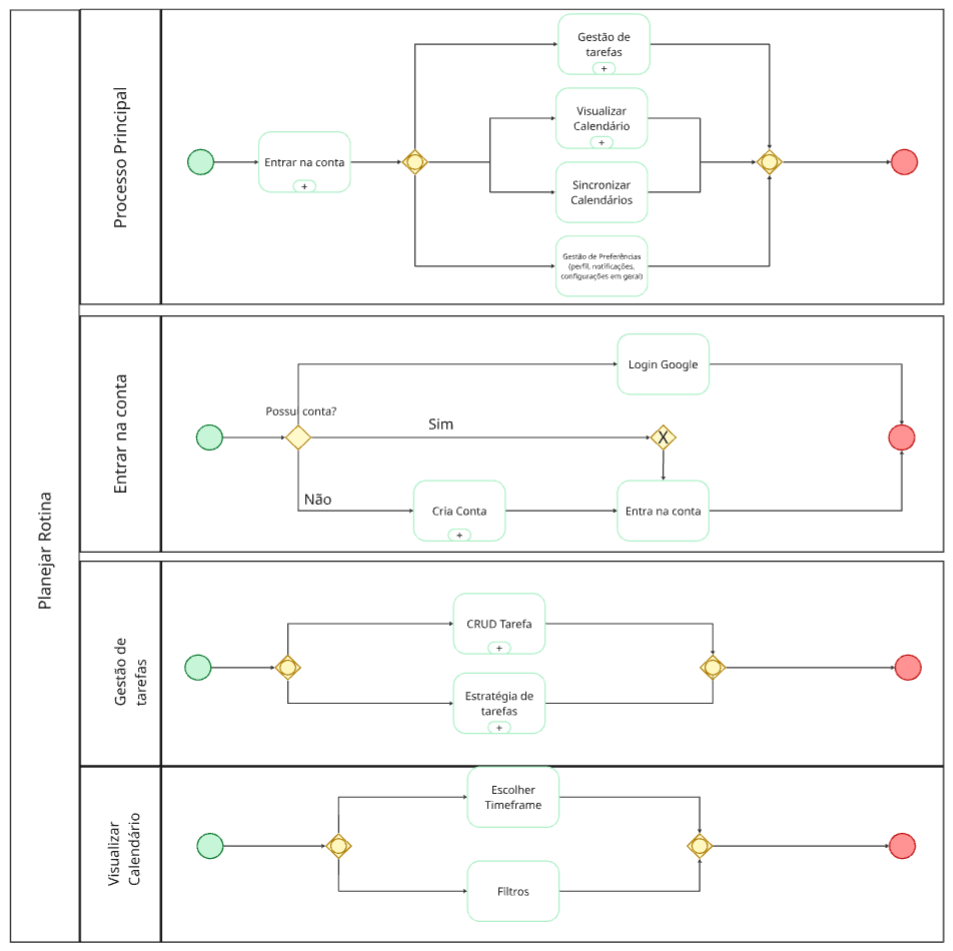 Planejar Rotina
Processo Principal
Entrar na conta
+
Gestão de
tarefas
+
Visualizar
Calendário
+
Sincronizar
Calendários
Gestão de Preferências
(perfil, notificações,
configurações em geral)
Entrar na conta
Possui conta?
Sim
Não
Login Google
X
Cria Conta
+
Entra na conta
Gestão de
tarefas
CRUD Tarefa
+
Estratégia de
tarefas
+
Visualizar
Calendário
Escolher
Timeframe
Filtros